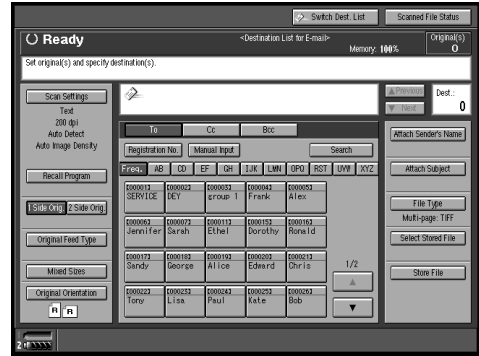 Switch Dest. List
Scanned File Status
Ready
<Destination List for E-mail>
Memory: 100%
Original(s)
0
Set original(s) and specify destination(s).
Scan Settings
Text
200 dpi
Auto Detect
Auto Image Density
Recall Program
1 Side Orig.
2 Side Orig.
Original Feed Type
Mixed Sizes
Original Orientation
R R
▲Previous
▼ Next
Dest.:
0
To
Cc
Bcc
Registration No.
Manual Input
Search
Freq. AB CD EF GH IJK LMN OPQ RST UVW XYZ
[00001] [00002] [00003] [00004] [00005]
SERVICE DEY group 1 Frank Alex
[00006] [00007] [00011] [00015] [00016]
Jennifer Sarah Ethel Dorothy Ronald
[00017] [00018] [00019] [00020] [00021]
Sandy George Alice Edward Chris
[00022] [00023] [00024] [00025] [00026]
Tony Lisa Paul Kate Bob
1/2
▲
▼
Attach Sender's Name
Attach Subject
File Type
Multi-page: TIFF
Select Stored File
Store File